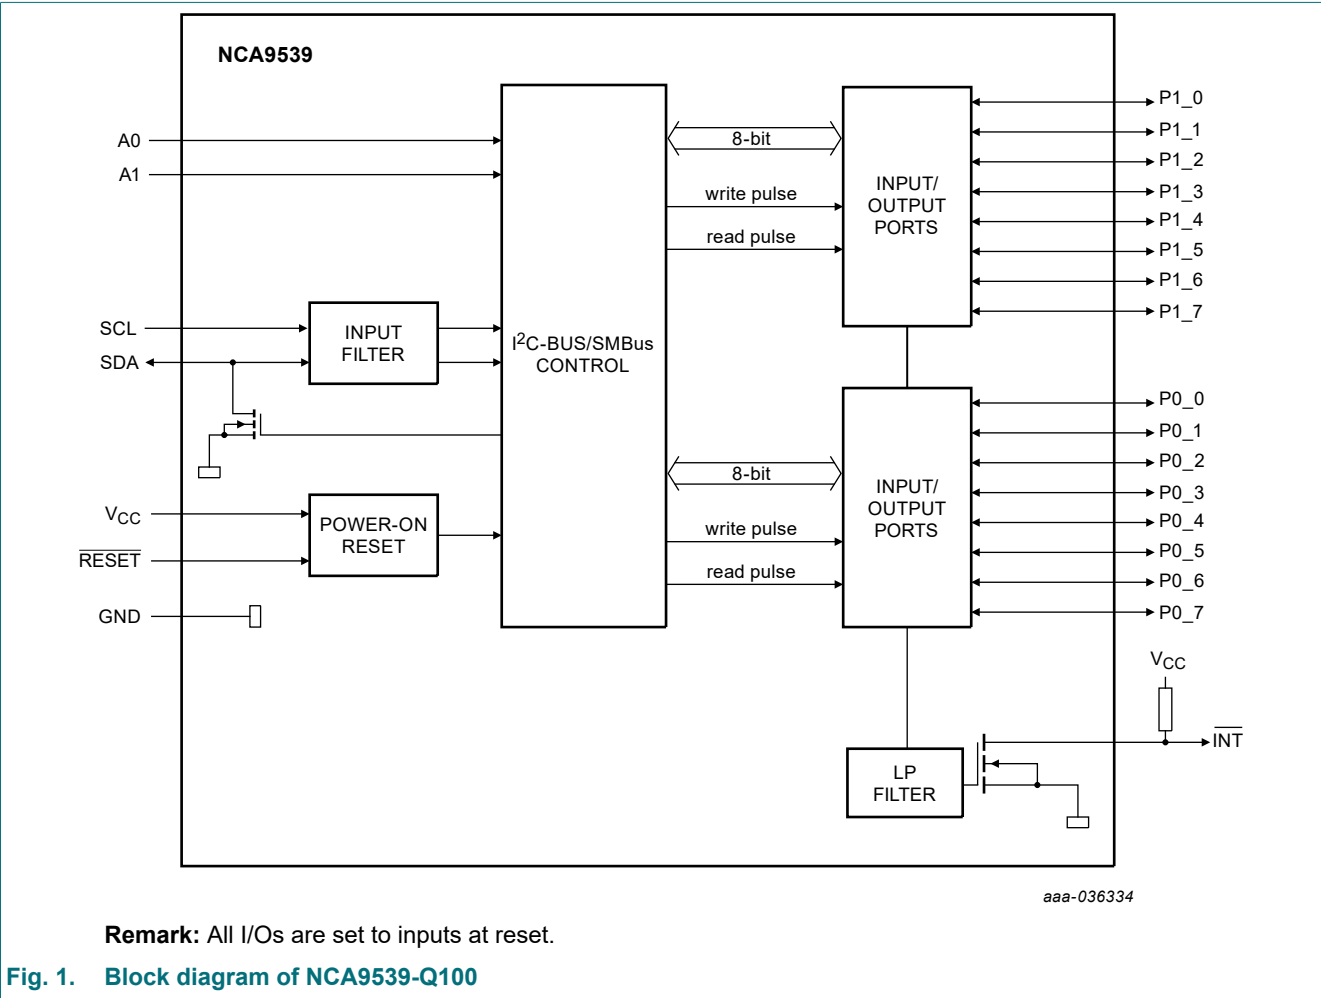 NCA9539
A0
A1
SCL
SDA
VCC
RESET
GND
INPUT
FILTER
POWER-ON
RESET
I2C-BUS/SMBus
CONTROL
8-bit
write pulse
read pulse
INPUT/
OUTPUT
PORTS
P1_0
P1_1
P1_2
P1_3
P1_4
P1_5
P1_6
P1_7
8-bit
write pulse
read pulse
INPUT/
OUTPUT
PORTS
P0_0
P0_1
P0_2
P0_3
P0_4
P0_5
P0_6
P0_7
VCC
INT
LP
FILTER
aaa-036334
Remark: All I/Os are set to inputs at reset.
Fig. 1. Block diagram of NCA9539-Q100